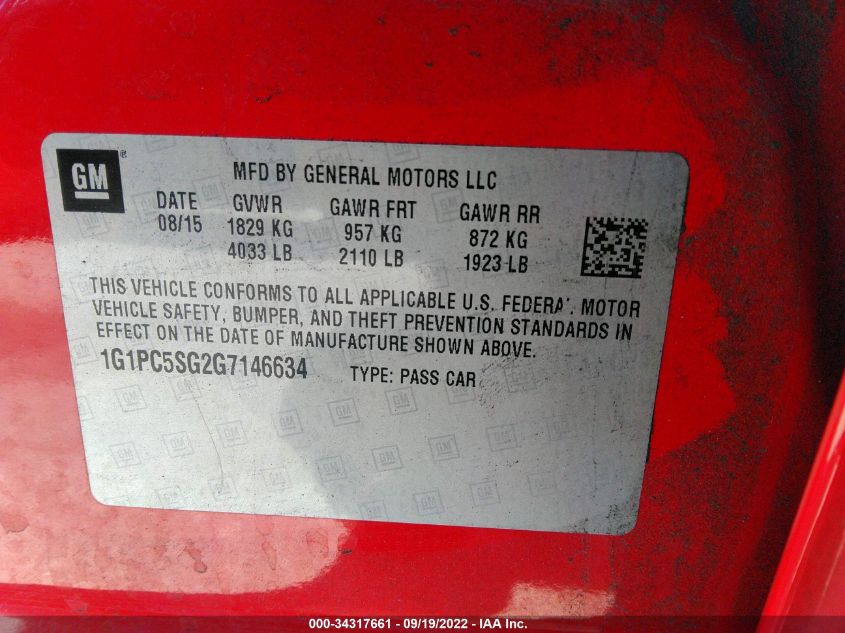 GM
MFD BY GENERAL MOTORS LLC
DATE GVWR GAWR FRT GAWR RR
08/15 1829 KG 957 KG 872 KG
4033 LB 2110 LB 1923 LB
THIS VEHICLE CONFORMS TO ALL APPLICABLE U.S. FEDERA. MOTOR
VEHICLE SAFETY, BUMPER, AND THEFT PREVENTION STANDARDS IN
EFFECT ON THE DATE OF MANUFACTURE SHOWN ABOVE.
1G1PC5SG2G7146634 TYPE: PASS CAR
000-34317661 - 09/19/2022 - IAA Inc.